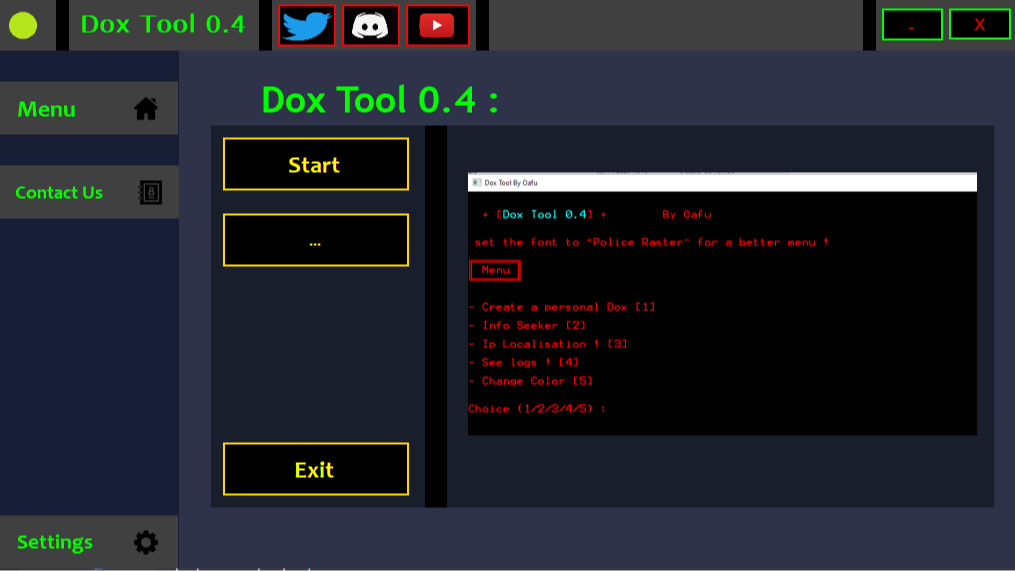 Dox Tool 0.4
- X
Menu
Contact Us
Settings
Dox Tool 0.4 :
Start
...
Exit
Dox Tool By Oafu
+ [Dox Tool 0.4] + By Oafu
set the font to "Police Raster" for a better menu !
Menu
- Create a personal Dox [1]
- Info Seeker [2]
- Ip Localisation ! [3]
- See logs ! [4]
- Change Color [5]
Choice (1/2/3/4/5) :